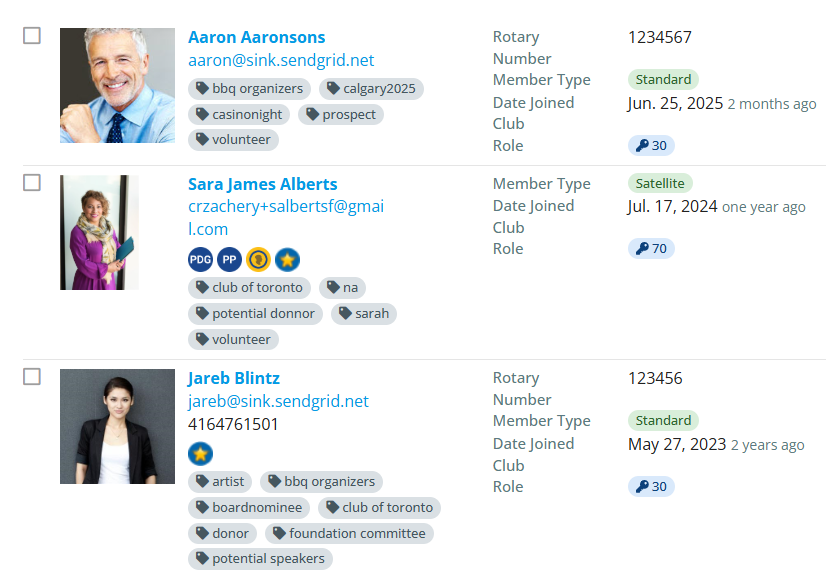 Aaron Aaronsons
aaron@sink.sendgrid.net
bbq organizers calgary2025
casinonight prospect
volunteer
Rotary Number 1234567
Member Type Standard
Date Joined Club Jun. 25, 2025 2 months ago
Role 30
Sara James Alberts
crzachery+salbertsf@gmai
l.com
PDG PP
club of toronto na
potential donnor sarah
volunteer
Member Type Satellite
Date Joined Club Jul. 17, 2024 one year ago
Role 70
Jareb Blintz
jareb@sink.sendgrid.net
4164761501
artist bbq organizers
boardnominee club of toronto
donor foundation committee
potential speakers
Rotary Number 123456
Member Type Standard
Date Joined Club May 27, 2023 2 years ago
Role 30